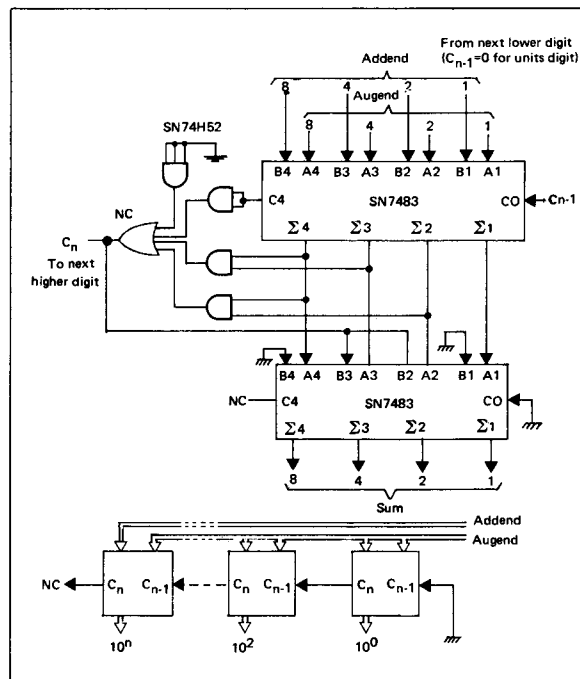 From next lower digit
(Cn-1=0 for units digit)
Addend
8 4 2 1
Augend
8 4 2 1
SN74H52
B4 A4 B3 A3 B2 A2 B1 A1
C4 SN7483 CO Cn-1
Σ4 Σ3 Σ2 Σ1
NC
Cn
To next
higher digit
B4 A4 B3 A3 B2 A2 B1 A1
NC C4 SN7483 CO
Σ4 Σ3 Σ2 Σ1
8 4 2 1
Sum
Addend
Augend
NC Cn Cn-1 Cn Cn-1 Cn Cn-1
10n 102 100